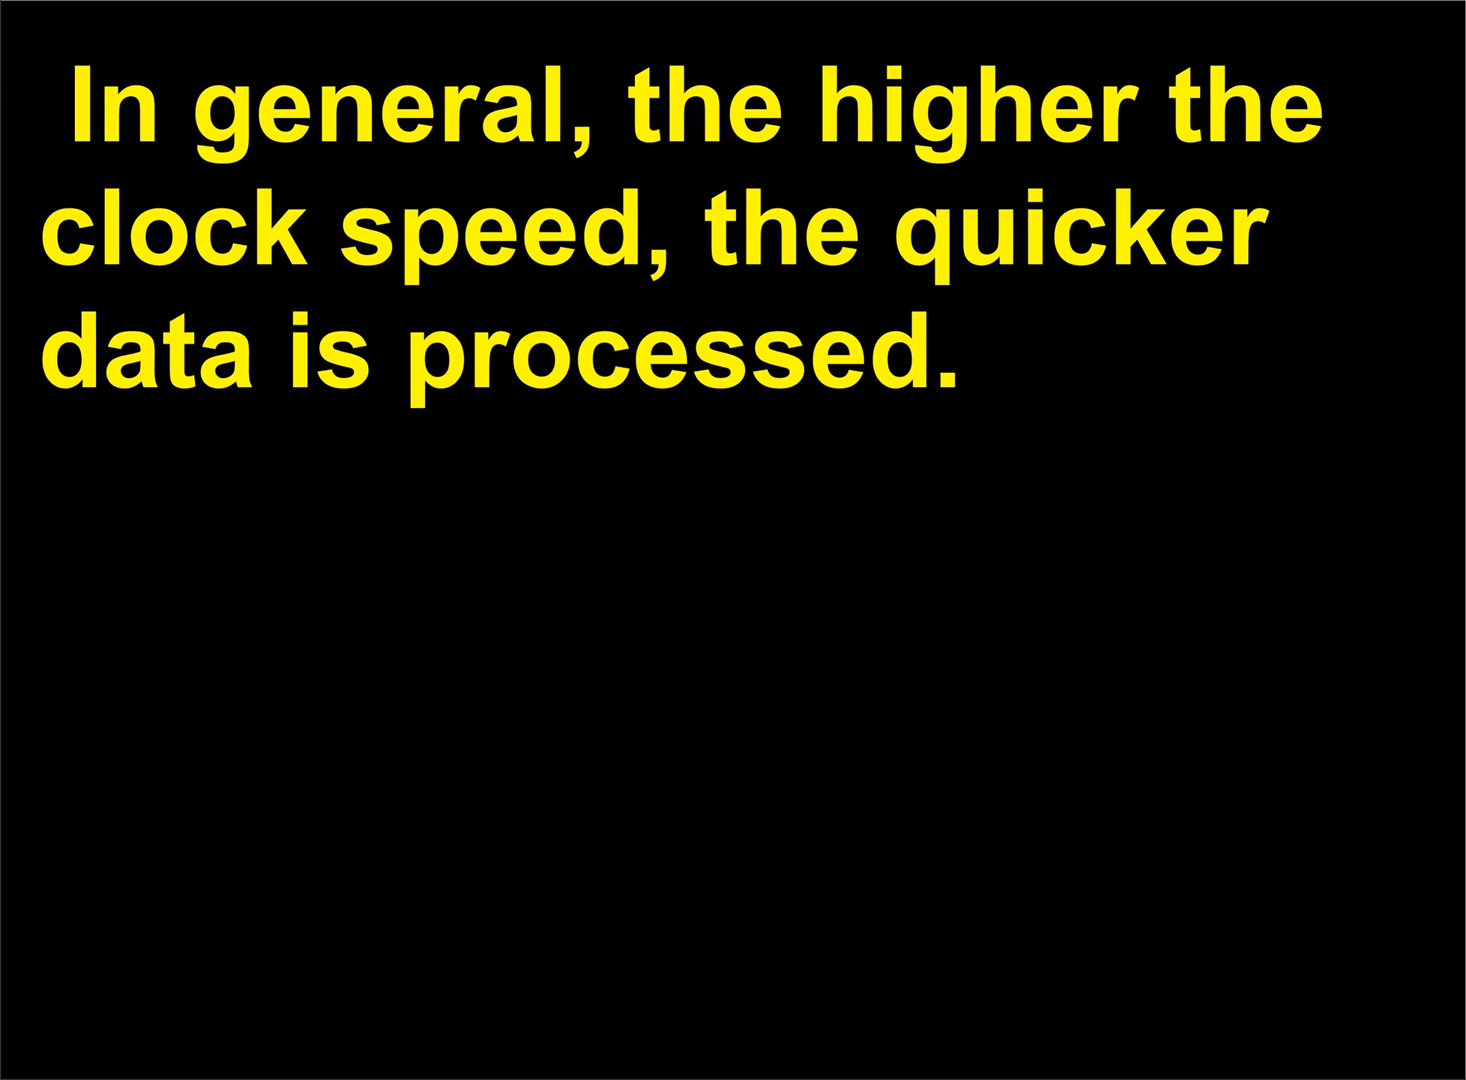 In general, the higher the
clock speed, the quicker
data is processed.